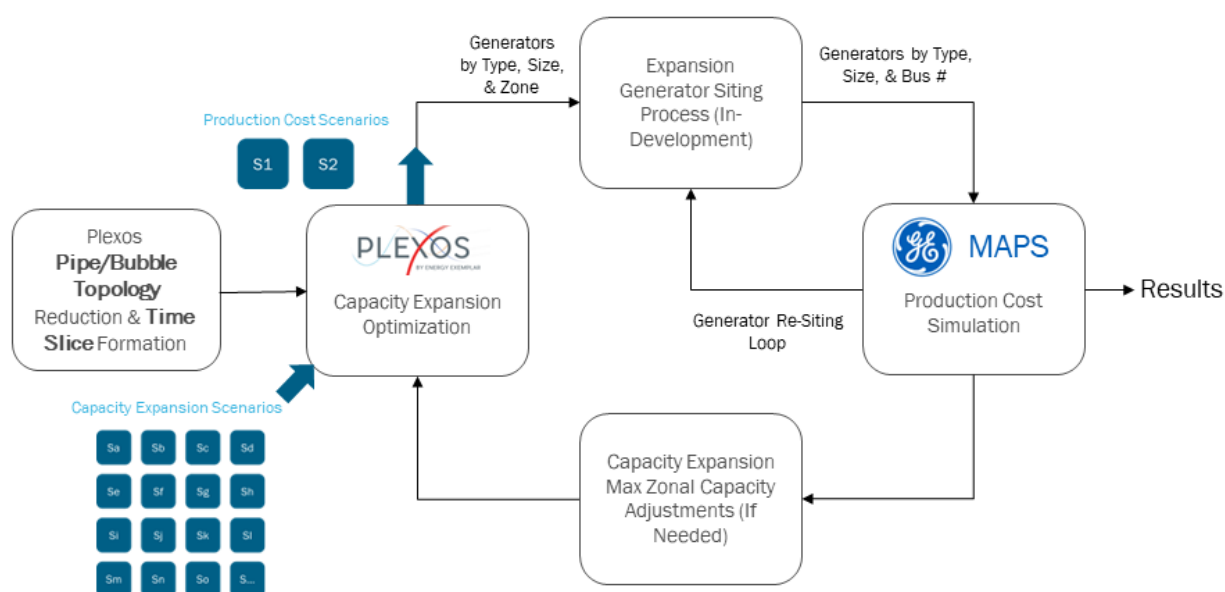 Generators
by Type, Size,
& Zone
Expansion
Generator Siting
Process (In-
Development)
Generators by Type,
Size, & Bus #
Production Cost Scenarios
S1
S2
Plexos
Pipe/Bubble
Topology
Reduction & Time
Slice Formation
PLEXOS
BY ENERGY EXEMPLAR
Capacity Expansion
Optimization
GE
MAPS
Production Cost
Simulation
Results
Generator Re-Siting
Loop
Capacity Expansion Scenarios
Sa Sb Sc Sd
Se Sf Sg Sh
Si Sj Sk Sl
Sm Sn So S...
Capacity Expansion
Max Zonal Capacity
Adjustments (If
Needed)